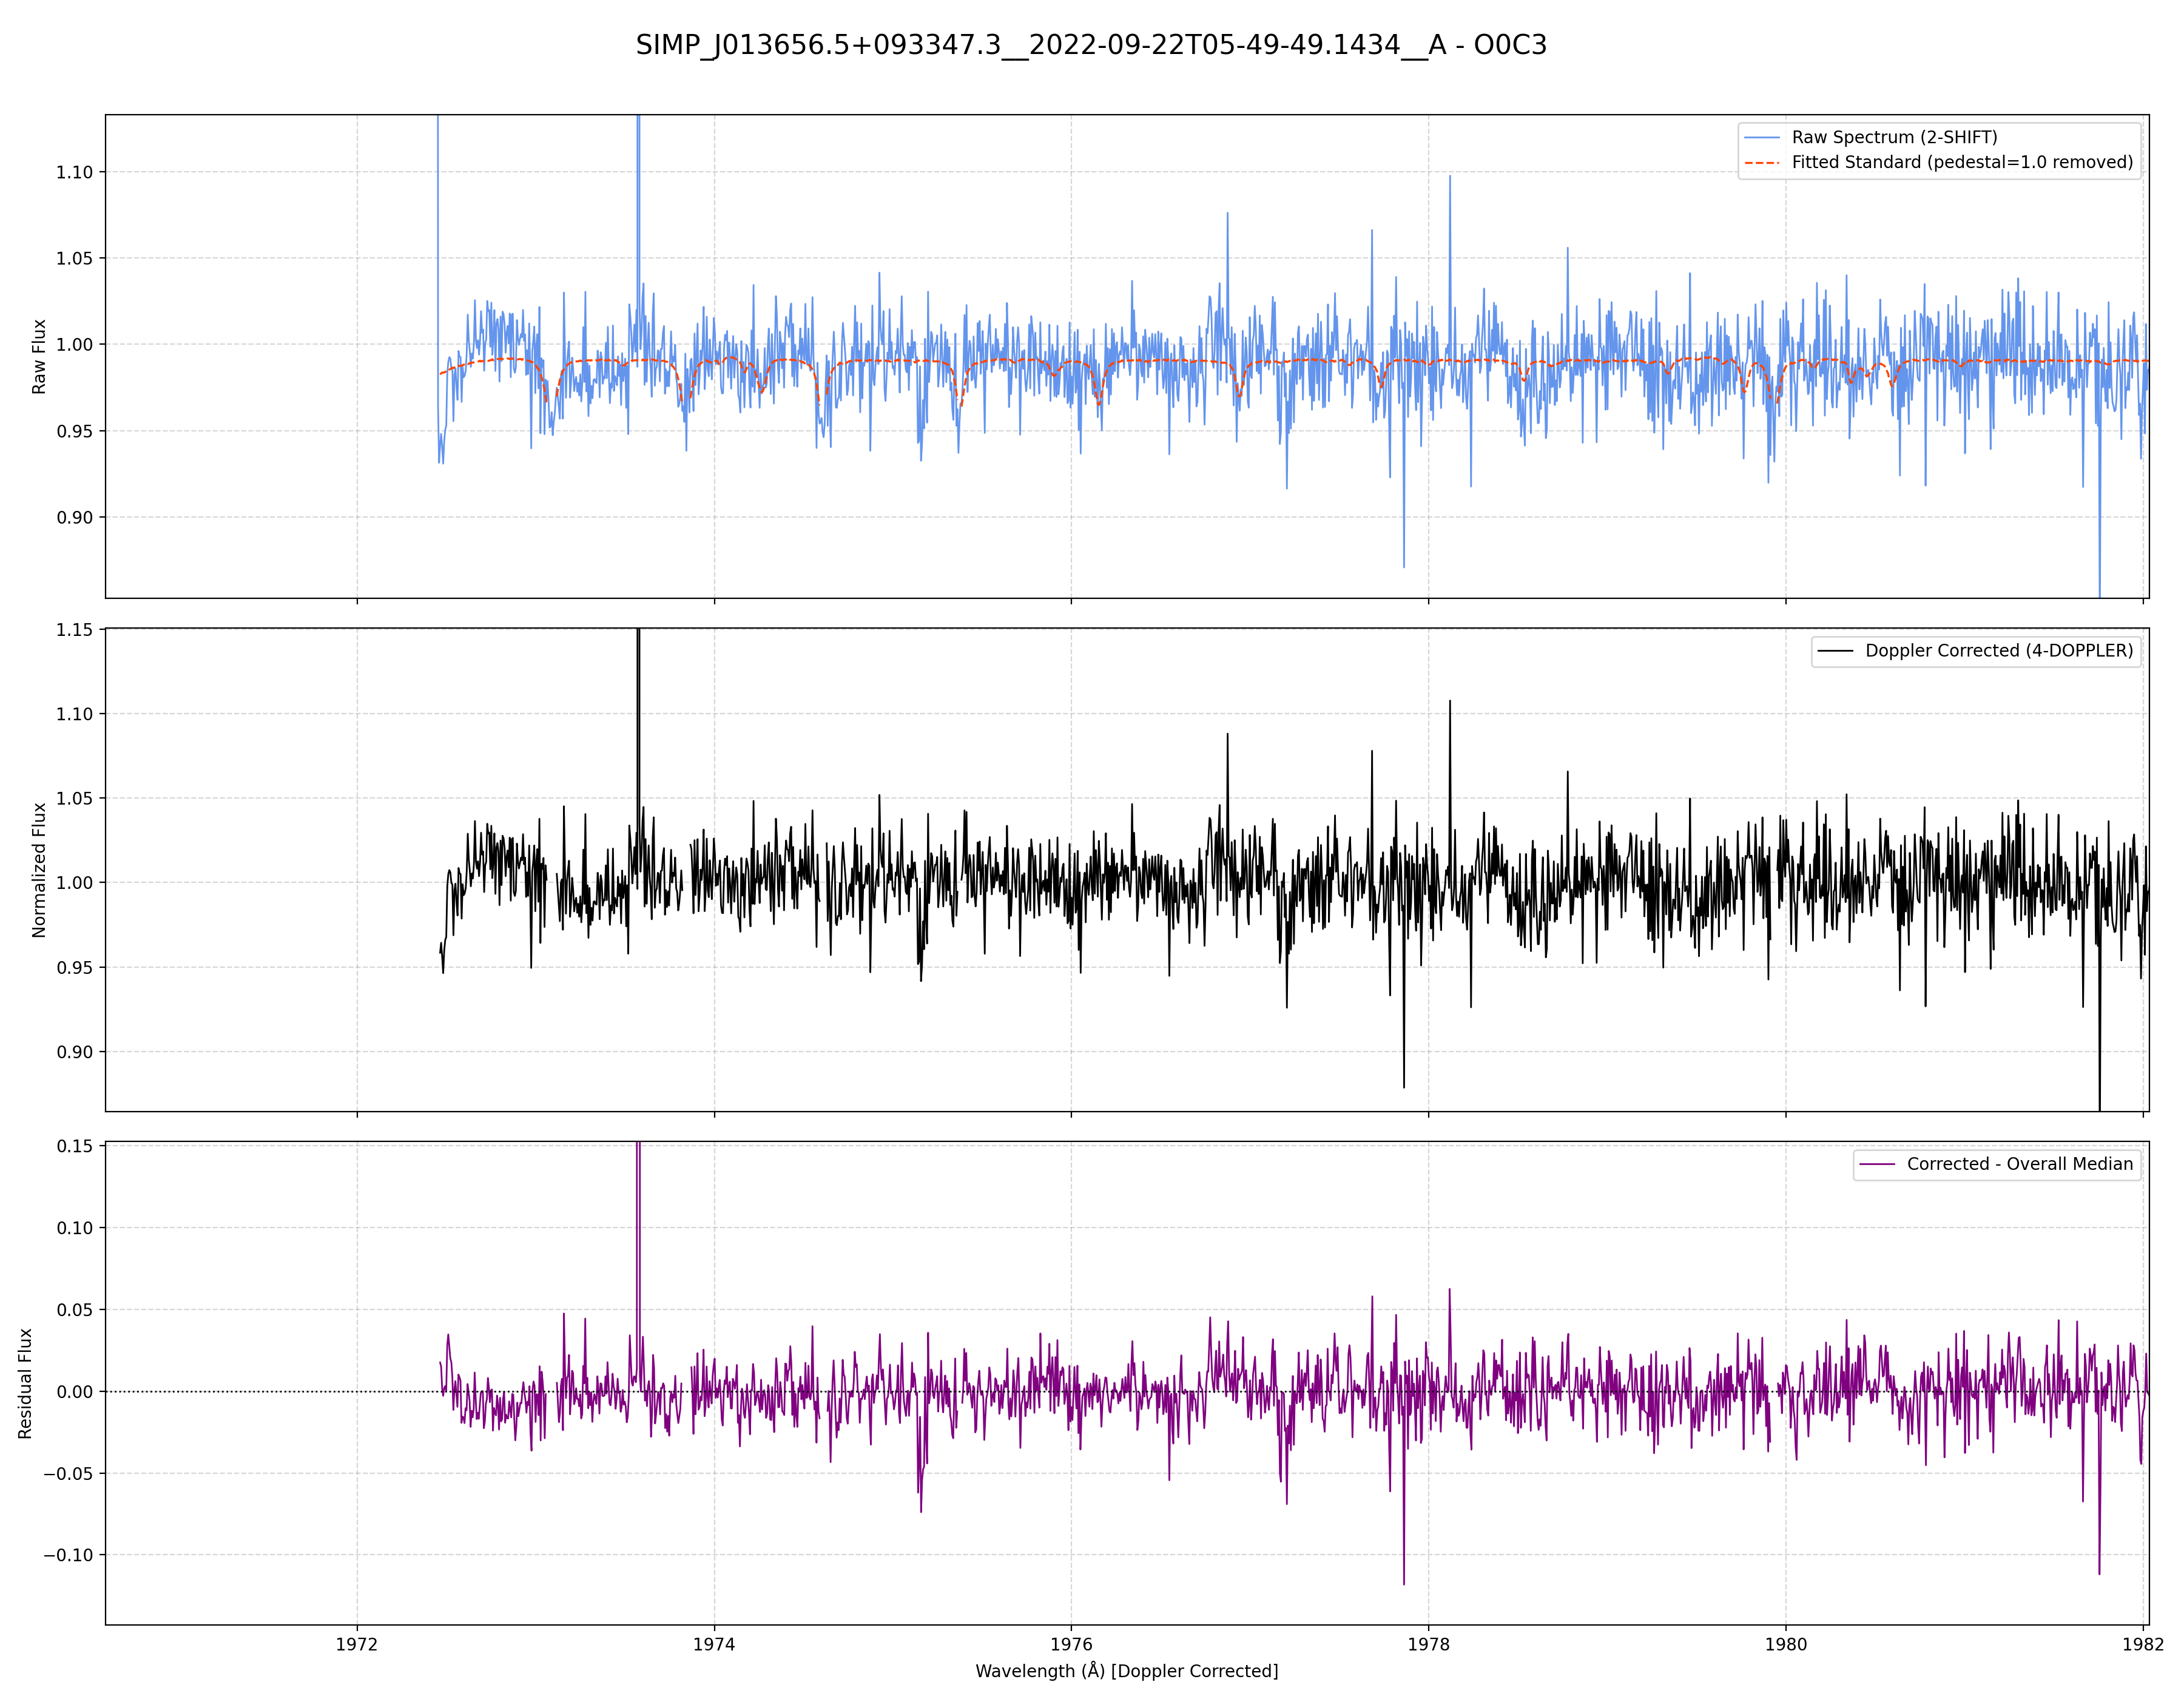 SIMP_J013656.5+093347.3__2022-09-22T05-49-49.1434__A - O0C3
Raw Spectrum (2-SHIFT)
Fitted Standard (pedestal=1.0 removed)
Raw Flux
1.10
1.05
1.00
0.95
0.90
Doppler Corrected (4-DOPPLER)
Normalized Flux
1.15
1.10
1.05
1.00
0.95
0.90
Corrected - Overall Median
Residual Flux
0.15
0.10
0.05
0.00
−0.05
−0.10
1972
1974
1976
1978
1980
1982
Wavelength (Å) [Doppler Corrected]